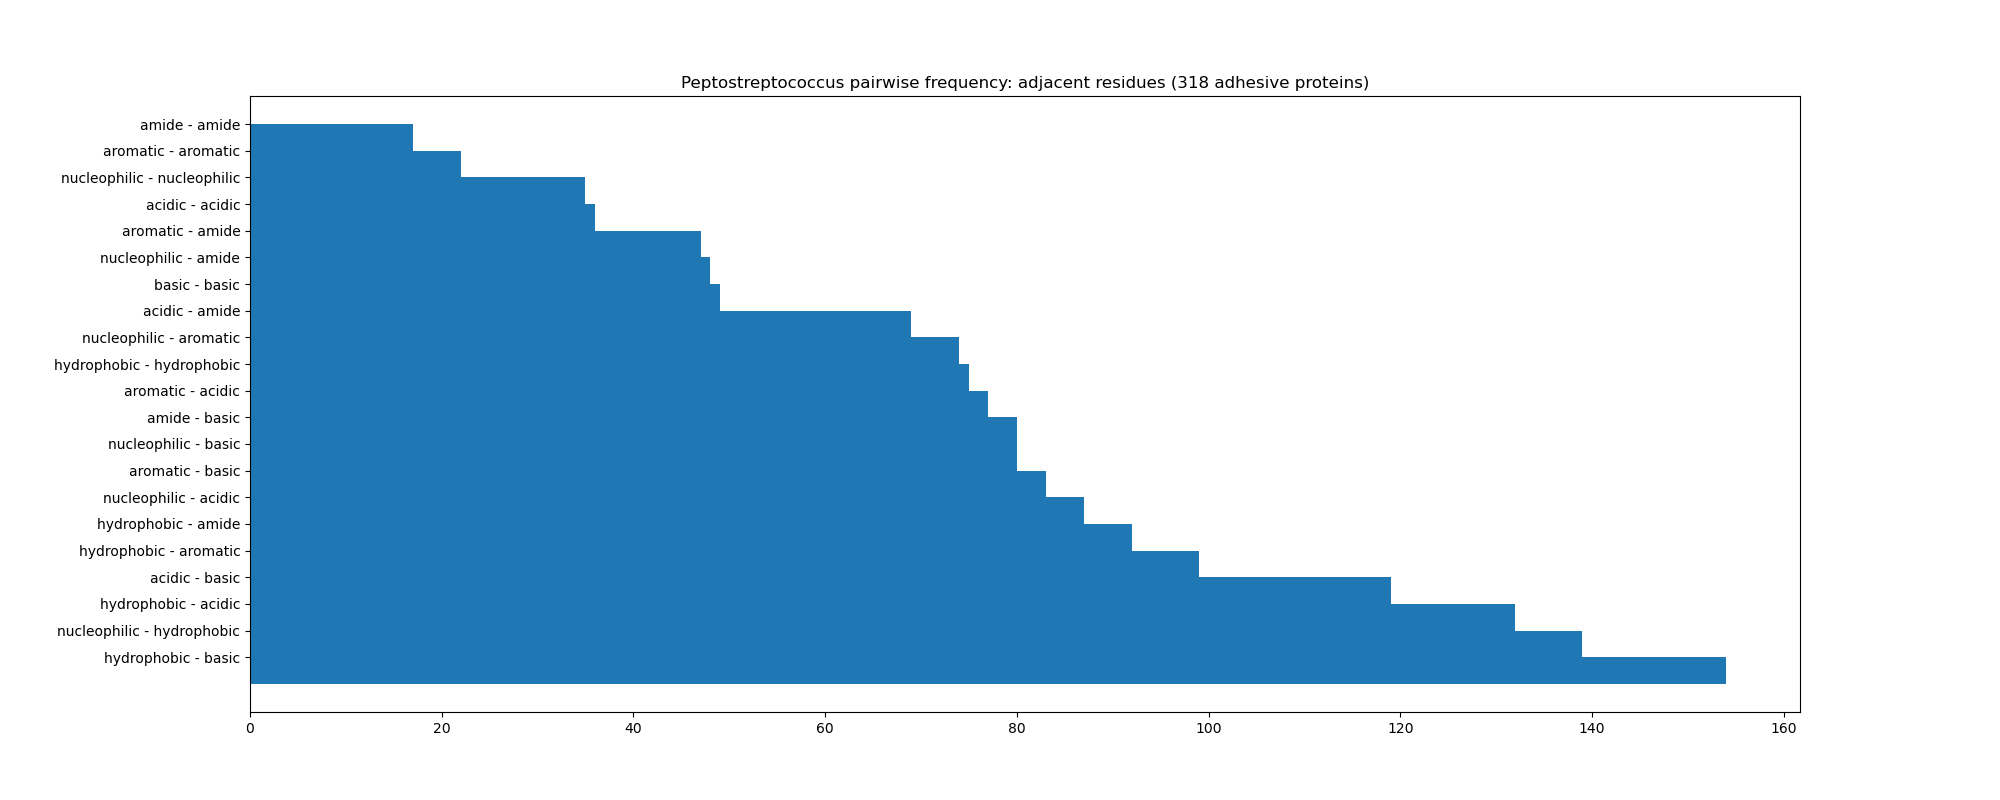 Peptostreptococcus pairwise frequency: adjacent residues (318 adhesive proteins)
amide - amide
aromatic - aromatic
nucleophilic - nucleophilic
acidic - acidic
aromatic - amide
nucleophilic - amide
basic - basic
acidic - amide
nucleophilic - aromatic
hydrophobic - hydrophobic
aromatic - acidic
amide - basic
nucleophilic - basic
aromatic - basic
nucleophilic - acidic
hydrophobic - amide
hydrophobic - aromatic
acidic - basic
hydrophobic - acidic
nucleophilic - hydrophobic
hydrophobic - basic
0 20 40 60 80 100 120 140 160